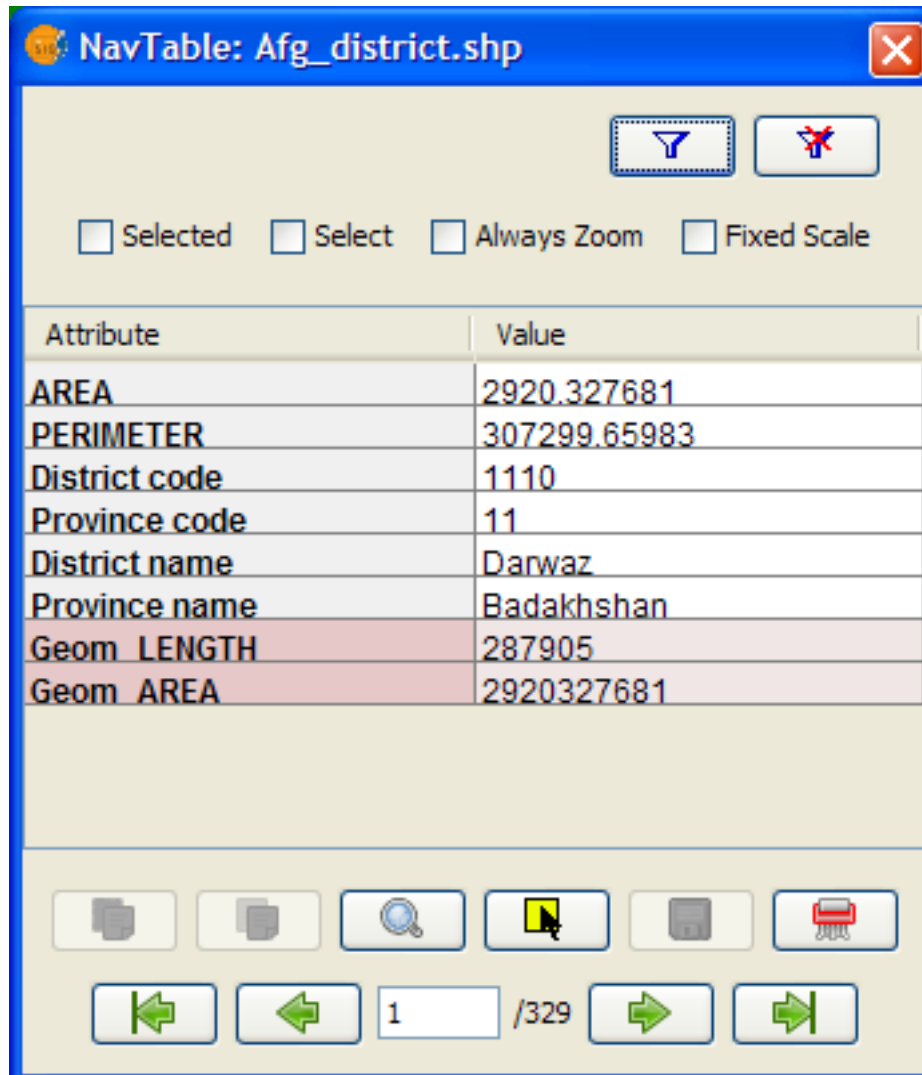 NavTable: Afg_district.shp
Selected Select Always Zoom Fixed Scale
Attribute Value
AREA 2920.327681
PERIMETER 307299.65983
District code 1110
Province code 11
District name Darwaz
Province name Badakhshan
Geom_LENGTH 287905
Geom_AREA 2920327681
1 /329